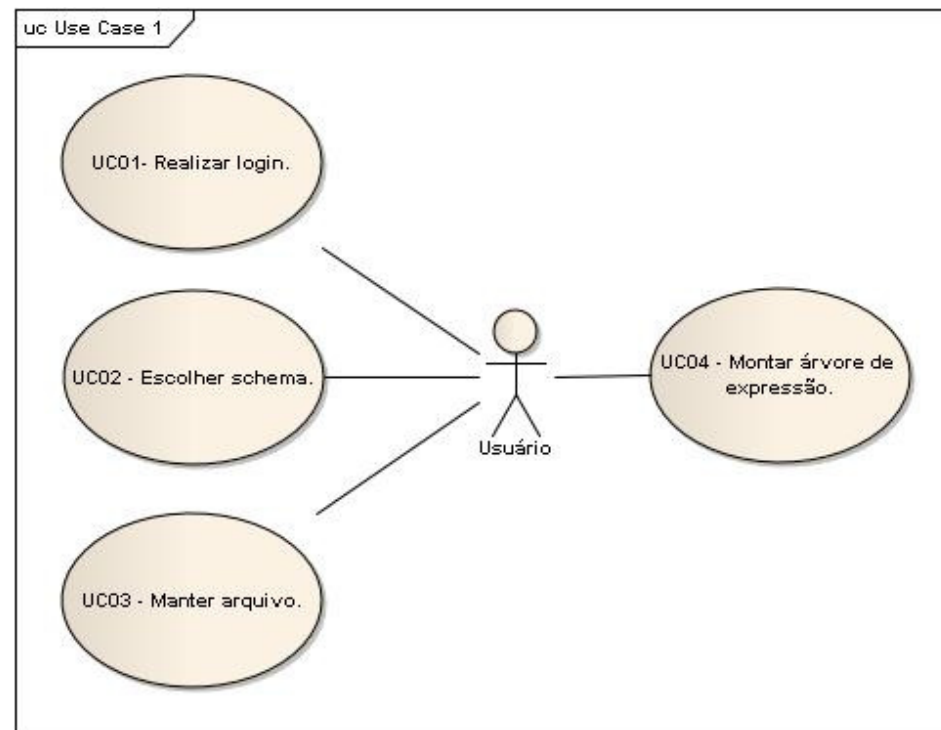 uc Use Case 1
UC01- Realizar login.
UC02 - Escolher schema.
UC03 - Manter arquivo.
Usuário
UC04 - Montar árvore de
expressão.